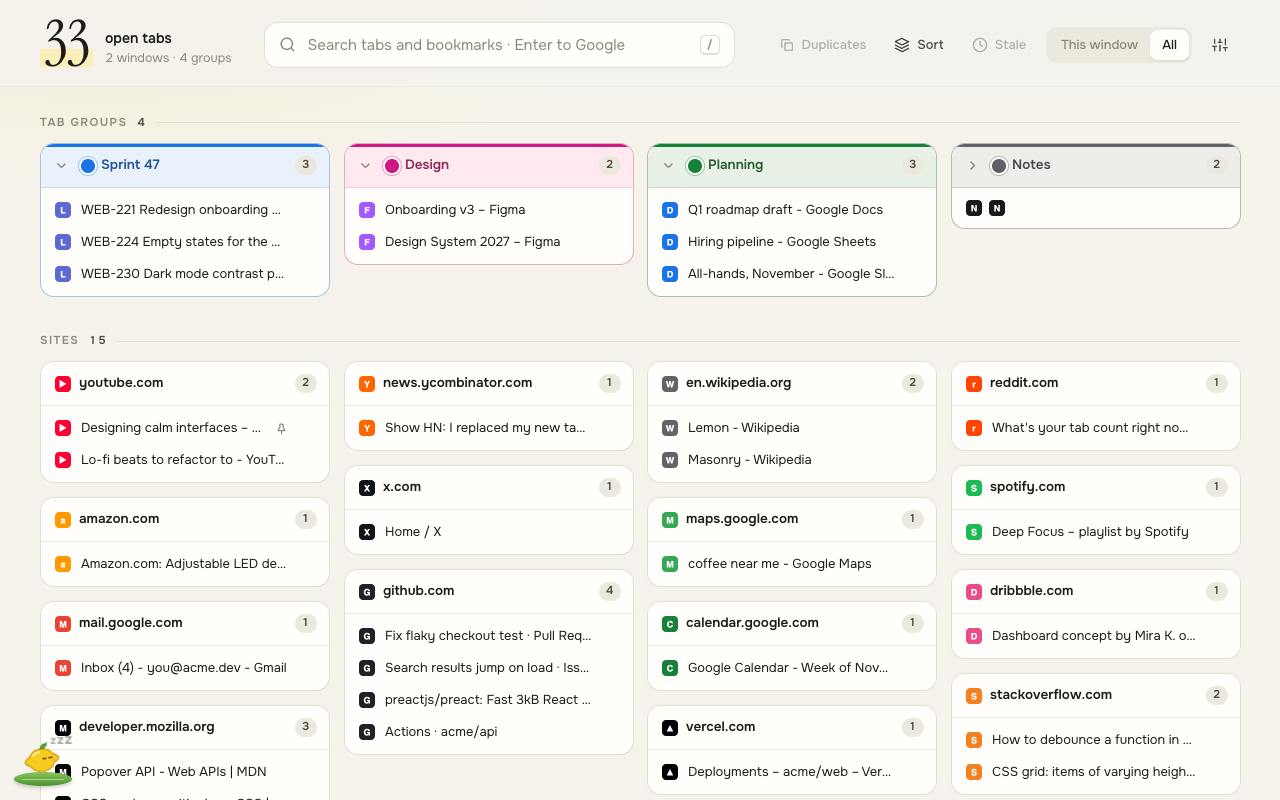 33
open tabs
2 windows · 4 groups
Search tabs and bookmarks · Enter to Google
/
Duplicates
Sort
Stale
This window
All
TAB GROUPS 4
Sprint 47
3
WEB-221 Redesign onboarding ...
WEB-224 Empty states for the ...
WEB-230 Dark mode contrast p...
Design
2
F Onboarding v3 – Figma
F Design System 2027 – Figma
Planning
3
D Q1 roadmap draft - Google Docs
D Hiring pipeline - Google Sheets
D All-hands, November - Google Sl...
Notes
2
N N
SITES 15
youtube.com
2
Designing calm interfaces – ...
Lo-fi beats to refactor to - YouT...
a amazon.com
1
a Amazon.com: Adjustable LED de...
M mail.google.com
1
M Inbox (4) - you@acme.dev - Gmail
M developer.mozilla.org
3
zzz
M Popover API - Web APIs | MDN
Y news.ycombinator.com
1
Y Show HN: I replaced my new ta...
X x.com
1
X Home / X
G github.com
4
G Fix flaky checkout test · Pull Req...
G Search results jump on load · Iss...
G preactjs/preact: Fast 3kB React ...
G Actions · acme/api
W en.wikipedia.org
2
W Lemon - Wikipedia
W Masonry - Wikipedia
M maps.google.com
1
M coffee near me - Google Maps
C calendar.google.com
1
C Google Calendar - Week of Nov...
vercel.com
1
Deployments – acme/web – Ver...
r reddit.com
1
r What's your tab count right no...
S spotify.com
1
S Deep Focus – playlist by Spotify
D dribbble.com
1
D Dashboard concept by Mira K. o...
S stackoverflow.com
2
S How to debounce a function in ...
S CSS grid: items of varying heigh...